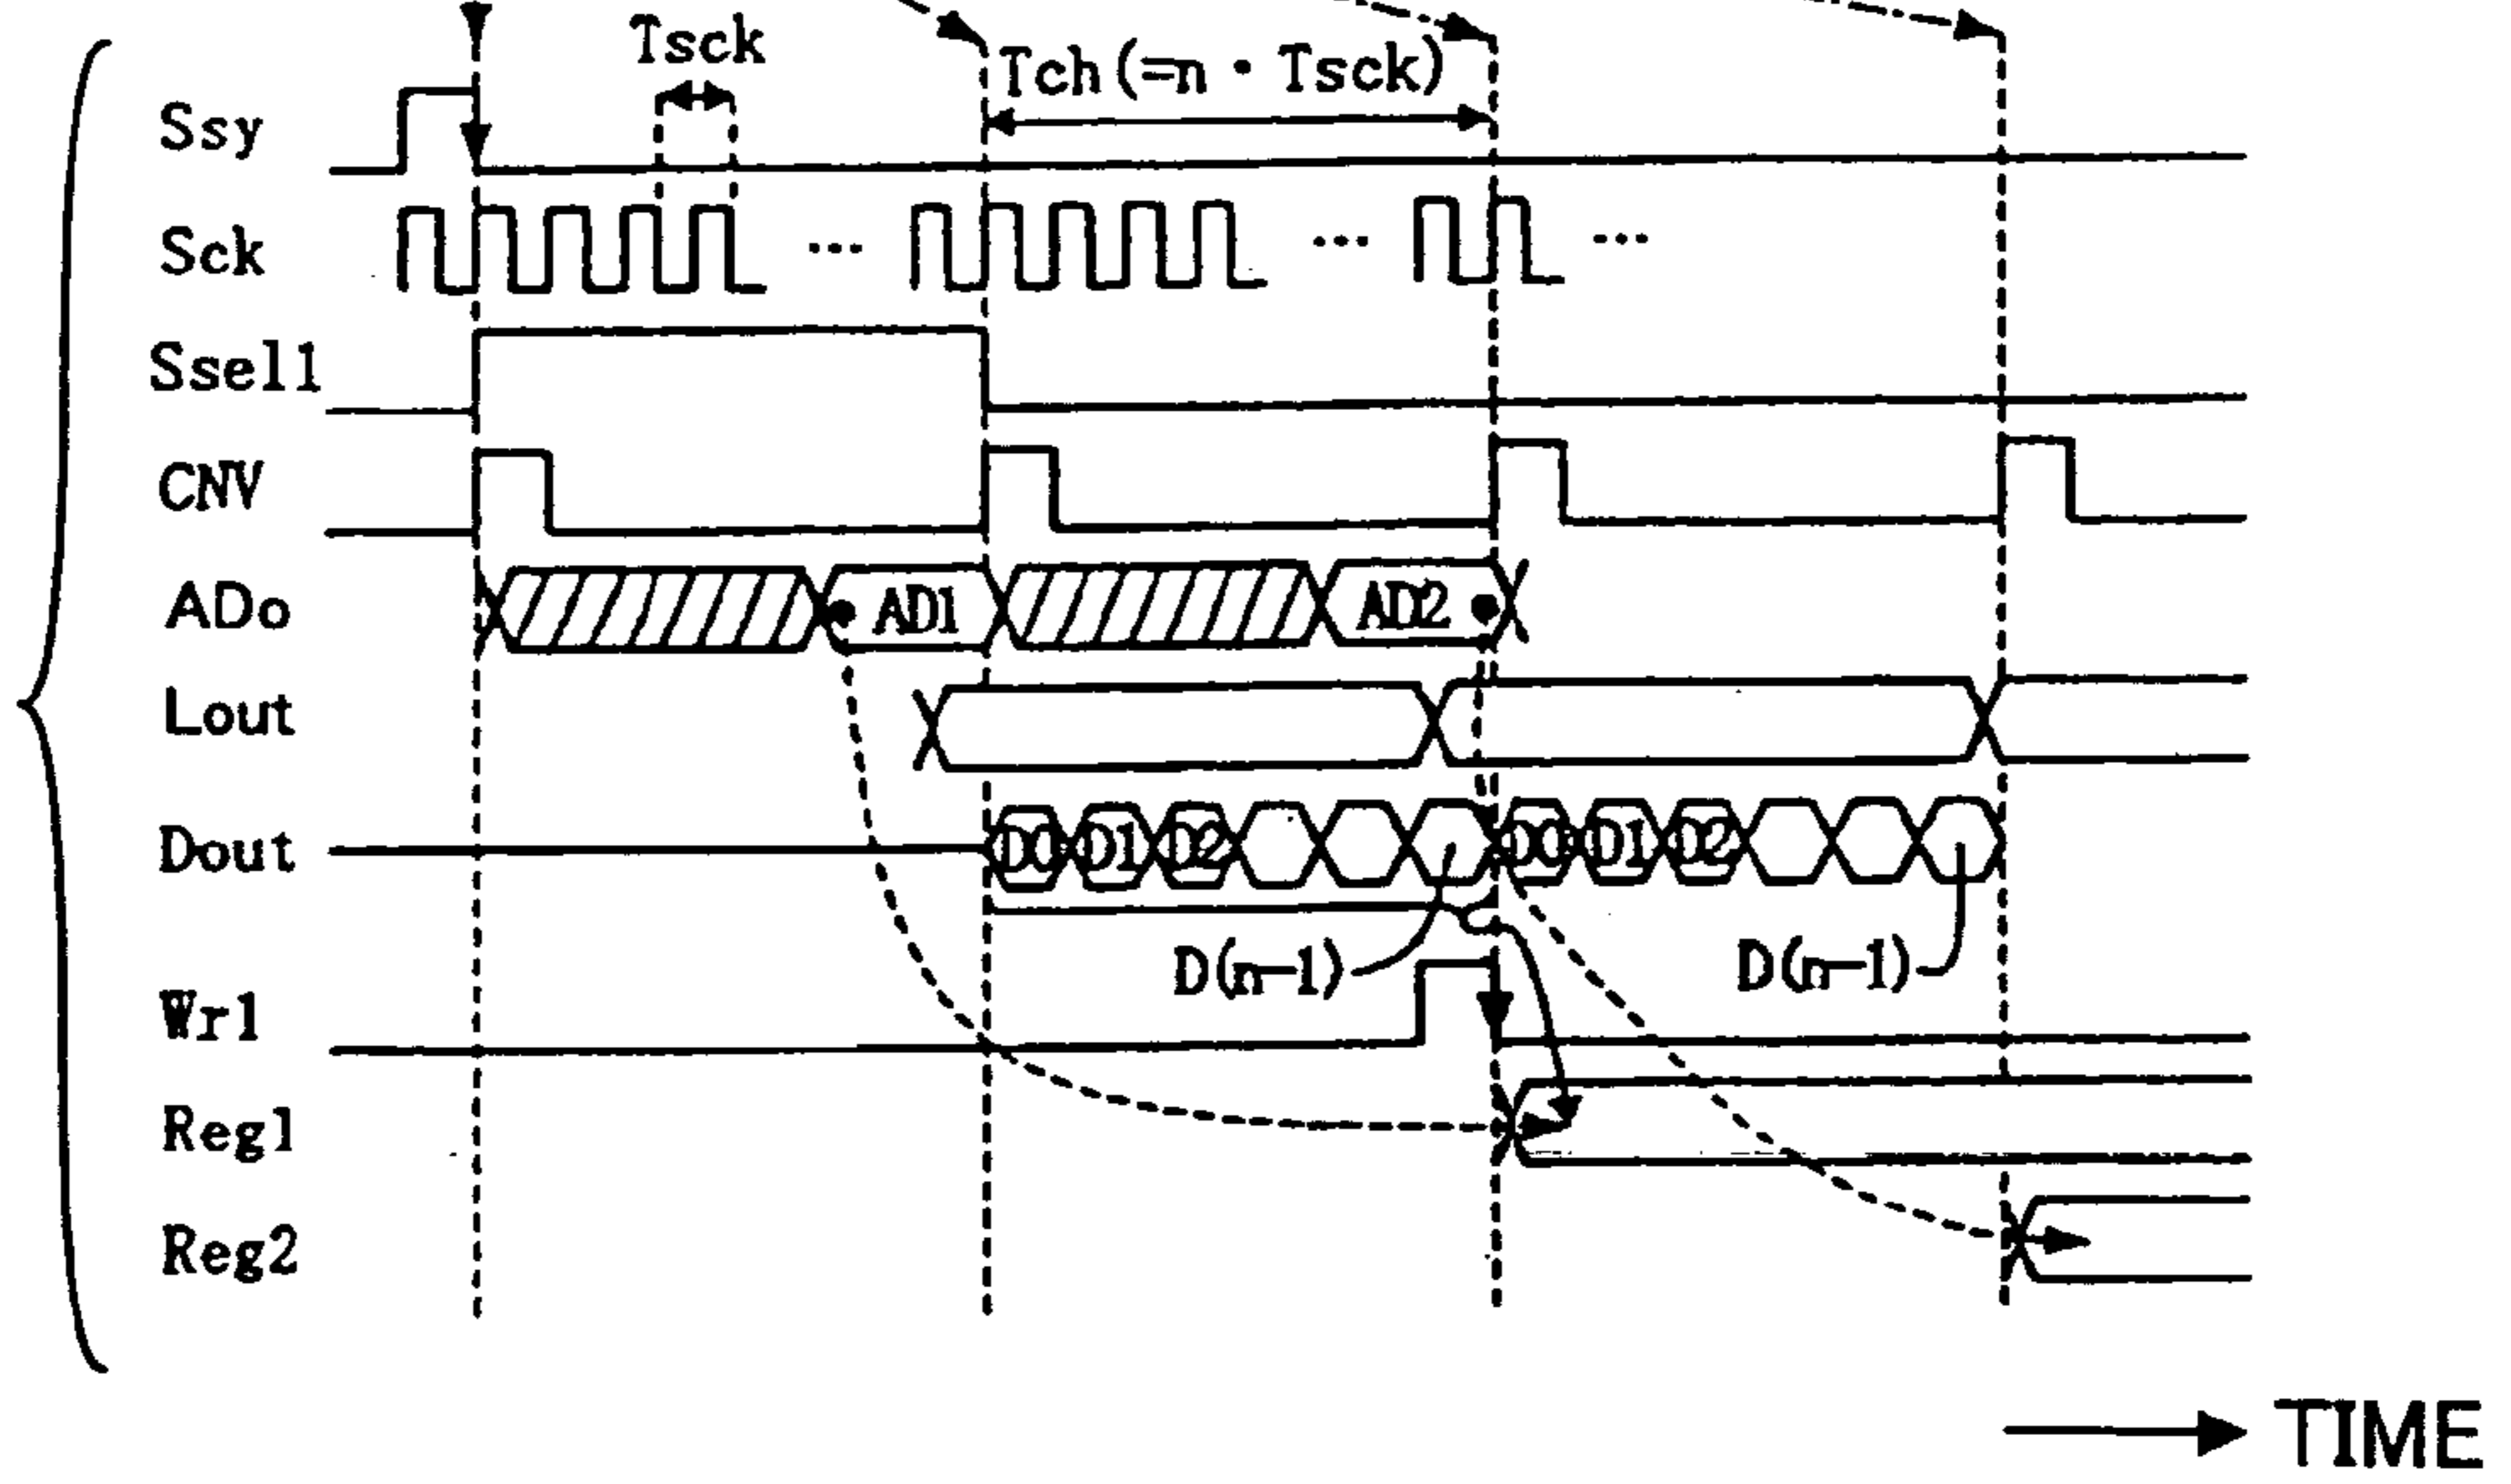 Tsck
Tch (=n · Tsck)
Ssy
Sck
... ... ...
Ssel1
CNV
ADo AD1 AD2
Lout
Dout D0 D1 D2 D0 D1 D2
D(n-1) D(n-1)
Wr1
Reg1
Reg2
TIME